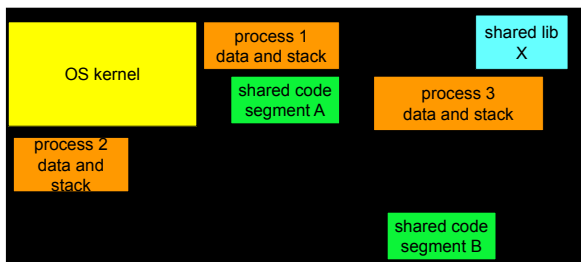 OS kernel
process 1
data and stack
shared lib
X
shared code
segment A
process 3
data and stack
process 2
data and
stack
shared code
segment B